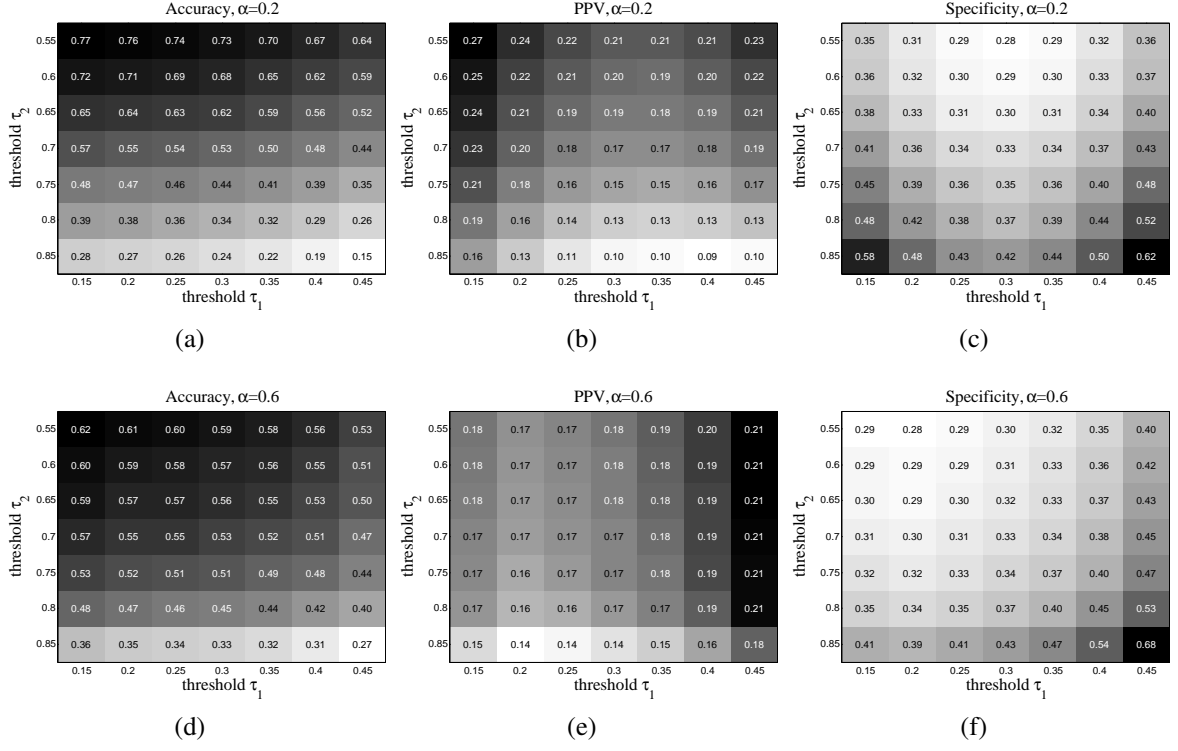 Accuracy, α=0.2
0.55 0.77 0.76 0.74 0.73 0.70 0.67 0.64
0.6 0.72 0.71 0.69 0.68 0.65 0.62 0.59
0.65 0.65 0.64 0.63 0.62 0.59 0.56 0.52
0.7 0.57 0.55 0.54 0.53 0.50 0.48 0.44
0.75 0.48 0.47 0.46 0.44 0.41 0.39 0.35
0.8 0.39 0.38 0.36 0.34 0.32 0.29 0.26
0.85 0.28 0.27 0.26 0.24 0.22 0.19 0.15
0.15 0.2 0.25 0.3 0.35 0.4 0.45
threshold τ2
threshold τ1
(a)
PPV, α=0.2
0.55 0.27 0.24 0.22 0.21 0.21 0.21 0.23
0.6 0.25 0.22 0.21 0.20 0.19 0.20 0.22
0.65 0.24 0.21 0.19 0.19 0.18 0.19 0.21
0.7 0.23 0.20 0.18 0.17 0.17 0.18 0.19
0.75 0.21 0.18 0.16 0.15 0.15 0.16 0.17
0.8 0.19 0.16 0.14 0.13 0.13 0.13 0.13
0.85 0.16 0.13 0.11 0.10 0.10 0.09 0.10
0.15 0.2 0.25 0.3 0.35 0.4 0.45
threshold τ2
threshold τ1
(b)
Specificity, α=0.2
0.55 0.35 0.31 0.29 0.28 0.29 0.32 0.36
0.6 0.36 0.32 0.30 0.29 0.30 0.33 0.37
0.65 0.38 0.33 0.31 0.30 0.31 0.34 0.40
0.7 0.41 0.36 0.34 0.33 0.34 0.37 0.43
0.75 0.45 0.39 0.36 0.35 0.36 0.40 0.48
0.8 0.48 0.42 0.38 0.37 0.39 0.44 0.52
0.85 0.58 0.48 0.43 0.42 0.44 0.50 0.62
0.15 0.2 0.25 0.3 0.35 0.4 0.45
threshold τ2
threshold τ1
(c)
Accuracy, α=0.6
0.55 0.62 0.61 0.60 0.59 0.58 0.56 0.53
0.6 0.60 0.59 0.58 0.57 0.56 0.55 0.51
0.65 0.59 0.57 0.57 0.56 0.55 0.53 0.50
0.7 0.57 0.55 0.55 0.53 0.52 0.51 0.47
0.75 0.53 0.52 0.51 0.51 0.49 0.48 0.44
0.8 0.48 0.47 0.46 0.45 0.44 0.42 0.40
0.85 0.36 0.35 0.34 0.33 0.32 0.31 0.27
0.15 0.2 0.25 0.3 0.35 0.4 0.45
threshold τ2
threshold τ1
(d)
PPV, α=0.6
0.55 0.18 0.17 0.17 0.18 0.19 0.20 0.21
0.6 0.18 0.17 0.17 0.18 0.18 0.19 0.21
0.65 0.18 0.17 0.17 0.18 0.18 0.19 0.21
0.7 0.17 0.17 0.17 0.17 0.18 0.19 0.21
0.75 0.17 0.16 0.17 0.17 0.18 0.19 0.21
0.8 0.17 0.16 0.16 0.17 0.17 0.19 0.21
0.85 0.15 0.14 0.14 0.14 0.15 0.16 0.18
0.15 0.2 0.25 0.3 0.35 0.4 0.45
threshold τ2
threshold τ1
(e)
Specificity, α=0.6
0.55 0.29 0.28 0.29 0.30 0.32 0.35 0.40
0.6 0.29 0.29 0.29 0.31 0.33 0.36 0.42
0.65 0.30 0.29 0.30 0.32 0.33 0.37 0.43
0.7 0.31 0.30 0.31 0.33 0.34 0.38 0.45
0.75 0.32 0.32 0.33 0.34 0.37 0.40 0.47
0.8 0.35 0.34 0.35 0.37 0.40 0.45 0.53
0.85 0.41 0.39 0.41 0.43 0.47 0.54 0.68
0.15 0.2 0.25 0.3 0.35 0.4 0.45
threshold τ2
threshold τ1
(f)